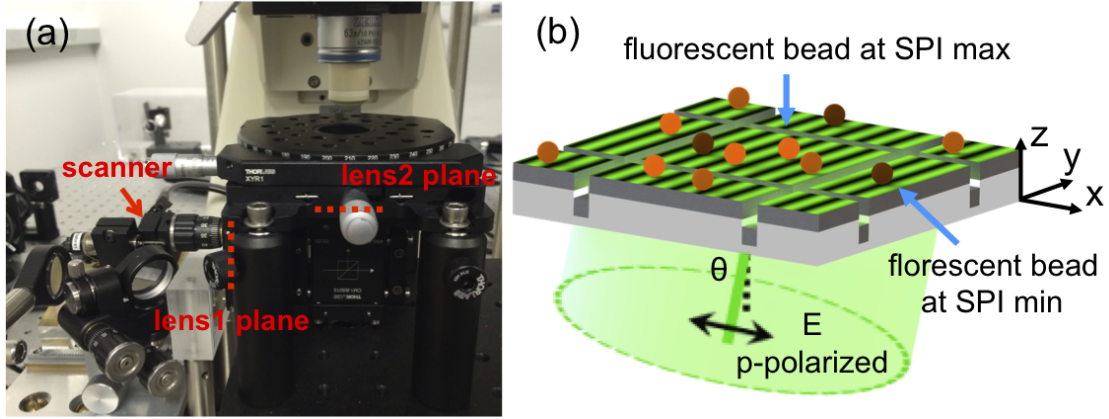 (a)
scanner
THORLABS
XYR1
lens2 plane
lens1 plane
(b)
fluorescent bead at SPI max
z
y
x
θ
florescent bead
at SPI min
E
p-polarized